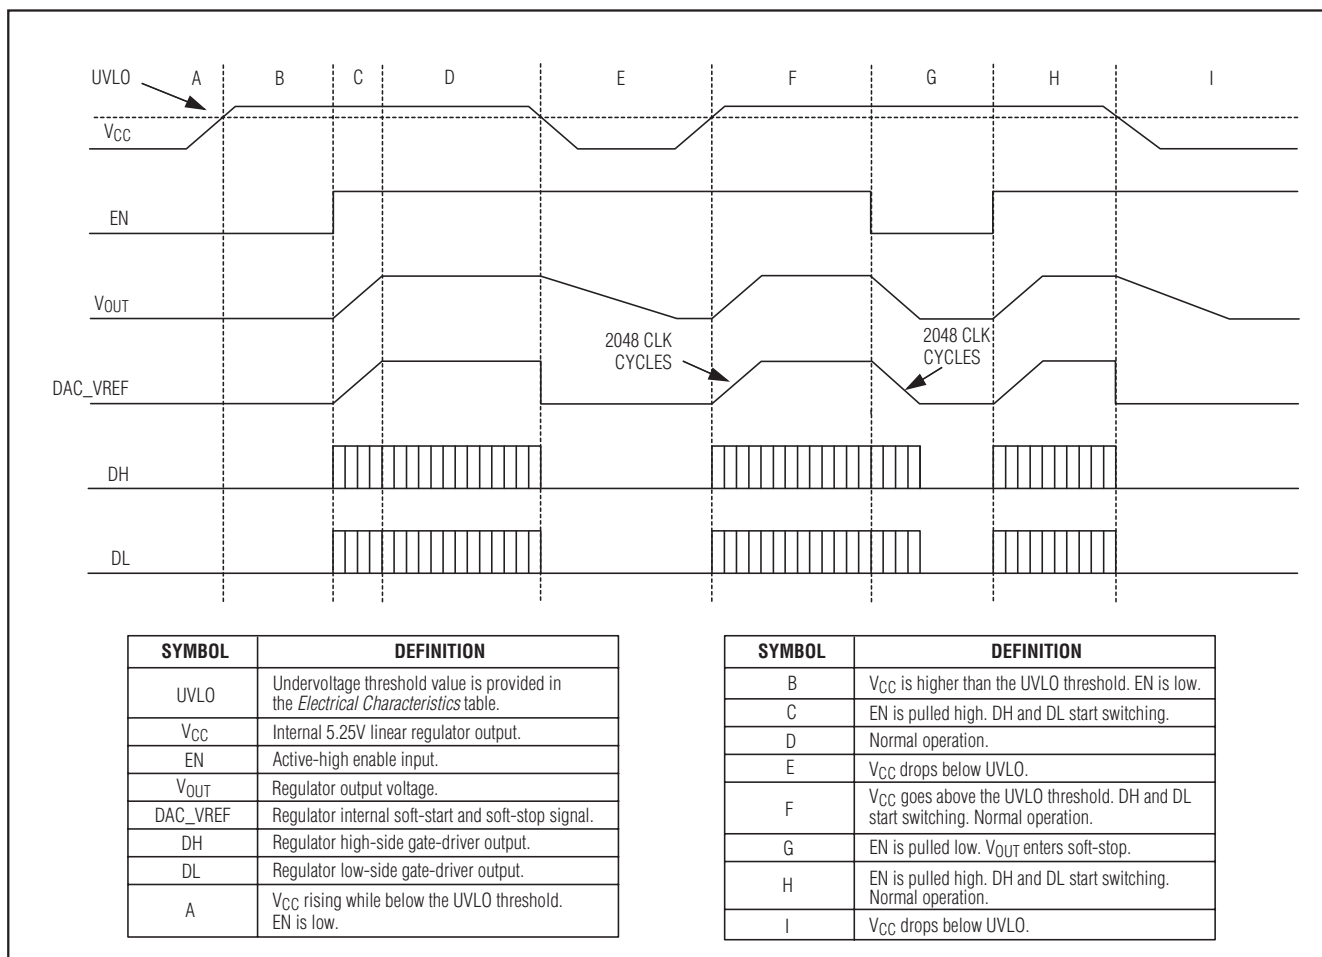 UVLO
A
B
C
D
E
F
G
H
I
VCC
EN
VOUT
2048 CLK
CYCLES
2048 CLK
CYCLES
DAC_VREF
DH
DL
SYMBOL DEFINITION
UVLO Undervoltage threshold value is provided in
the Electrical Characteristics table.
VCC Internal 5.25V linear regulator output.
EN Active-high enable input.
VOUT Regulator output voltage.
DAC_VREF Regulator internal soft-start and soft-stop signal.
DH Regulator high-side gate-driver output.
DL Regulator low-side gate-driver output.
A VCC rising while below the UVLO threshold.
EN is low.
SYMBOL DEFINITION
B VCC is higher than the UVLO threshold. EN is low.
C EN is pulled high. DH and DL start switching.
D Normal operation.
E VCC drops below UVLO.
F VCC goes above the UVLO threshold. DH and DL
start switching. Normal operation.
G EN is pulled low. VOUT enters soft-stop.
H EN is pulled high. DH and DL start switching.
Normal operation.
I VCC drops below UVLO.